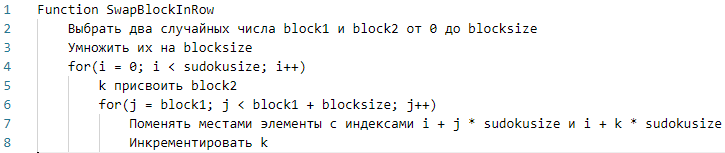 1 Function SwapBlockInRow
2 Выбрать два случайных числа block1 и block2 от 0 до blocksize
3 Умножить их на blocksize
4 for(i = 0; i < sudokusize; i++)
5 k присвоить block2
6 for(j = block1; j < block1 + blocksize; j++)
7 Поменять местами элементы с индексами i + j * sudokusize и i + k * sudokusize
8 Инкрементировать k